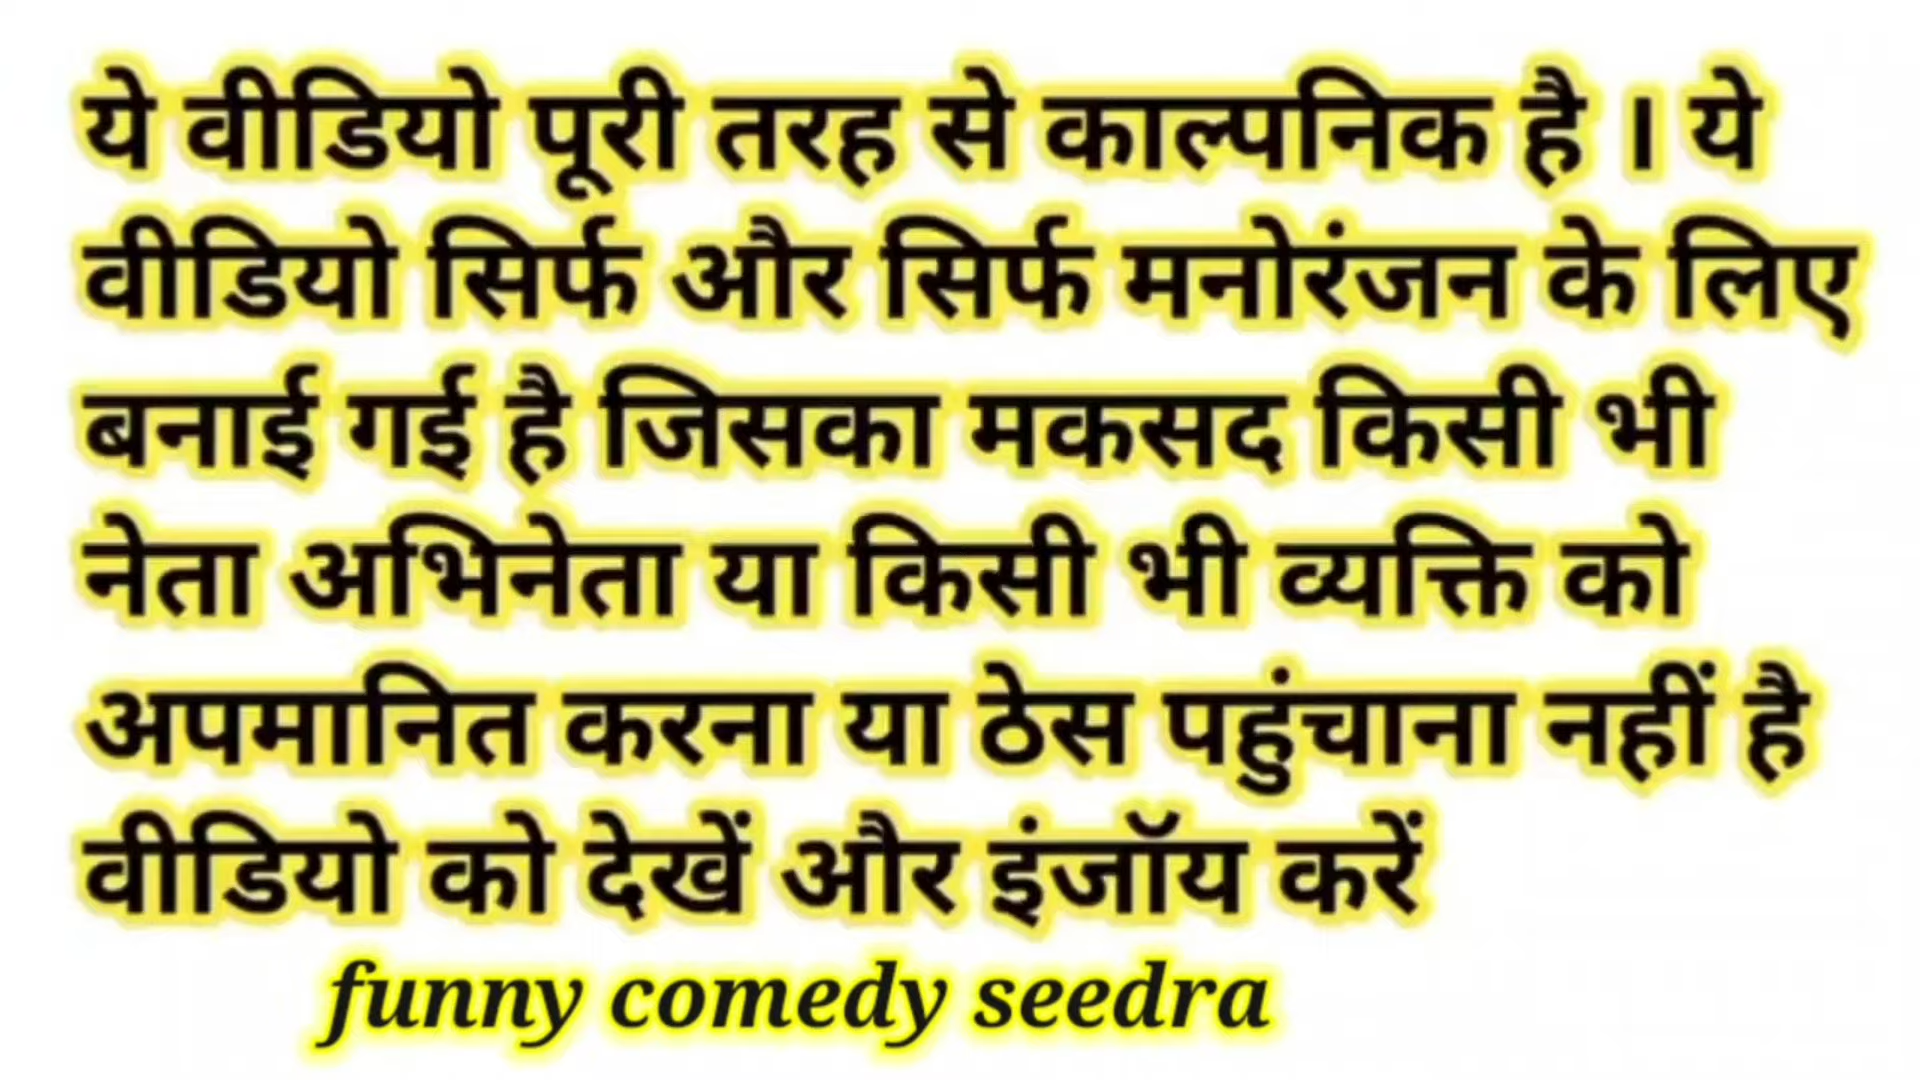 ये वीडियो पूरी तरह से काल्पनिक है । ये
वीडियो सिर्फ और सिर्फ मनोरंजन के लिए
बनाई गई है जिसका मकसद किसी भी
नेता अभिनेता या किसी भी व्यक्ति को
अपमानित करना या ठेस पहुंचाना नहीं है
वीडियो को देखें और इंजॉय करें
funny comedy seedra